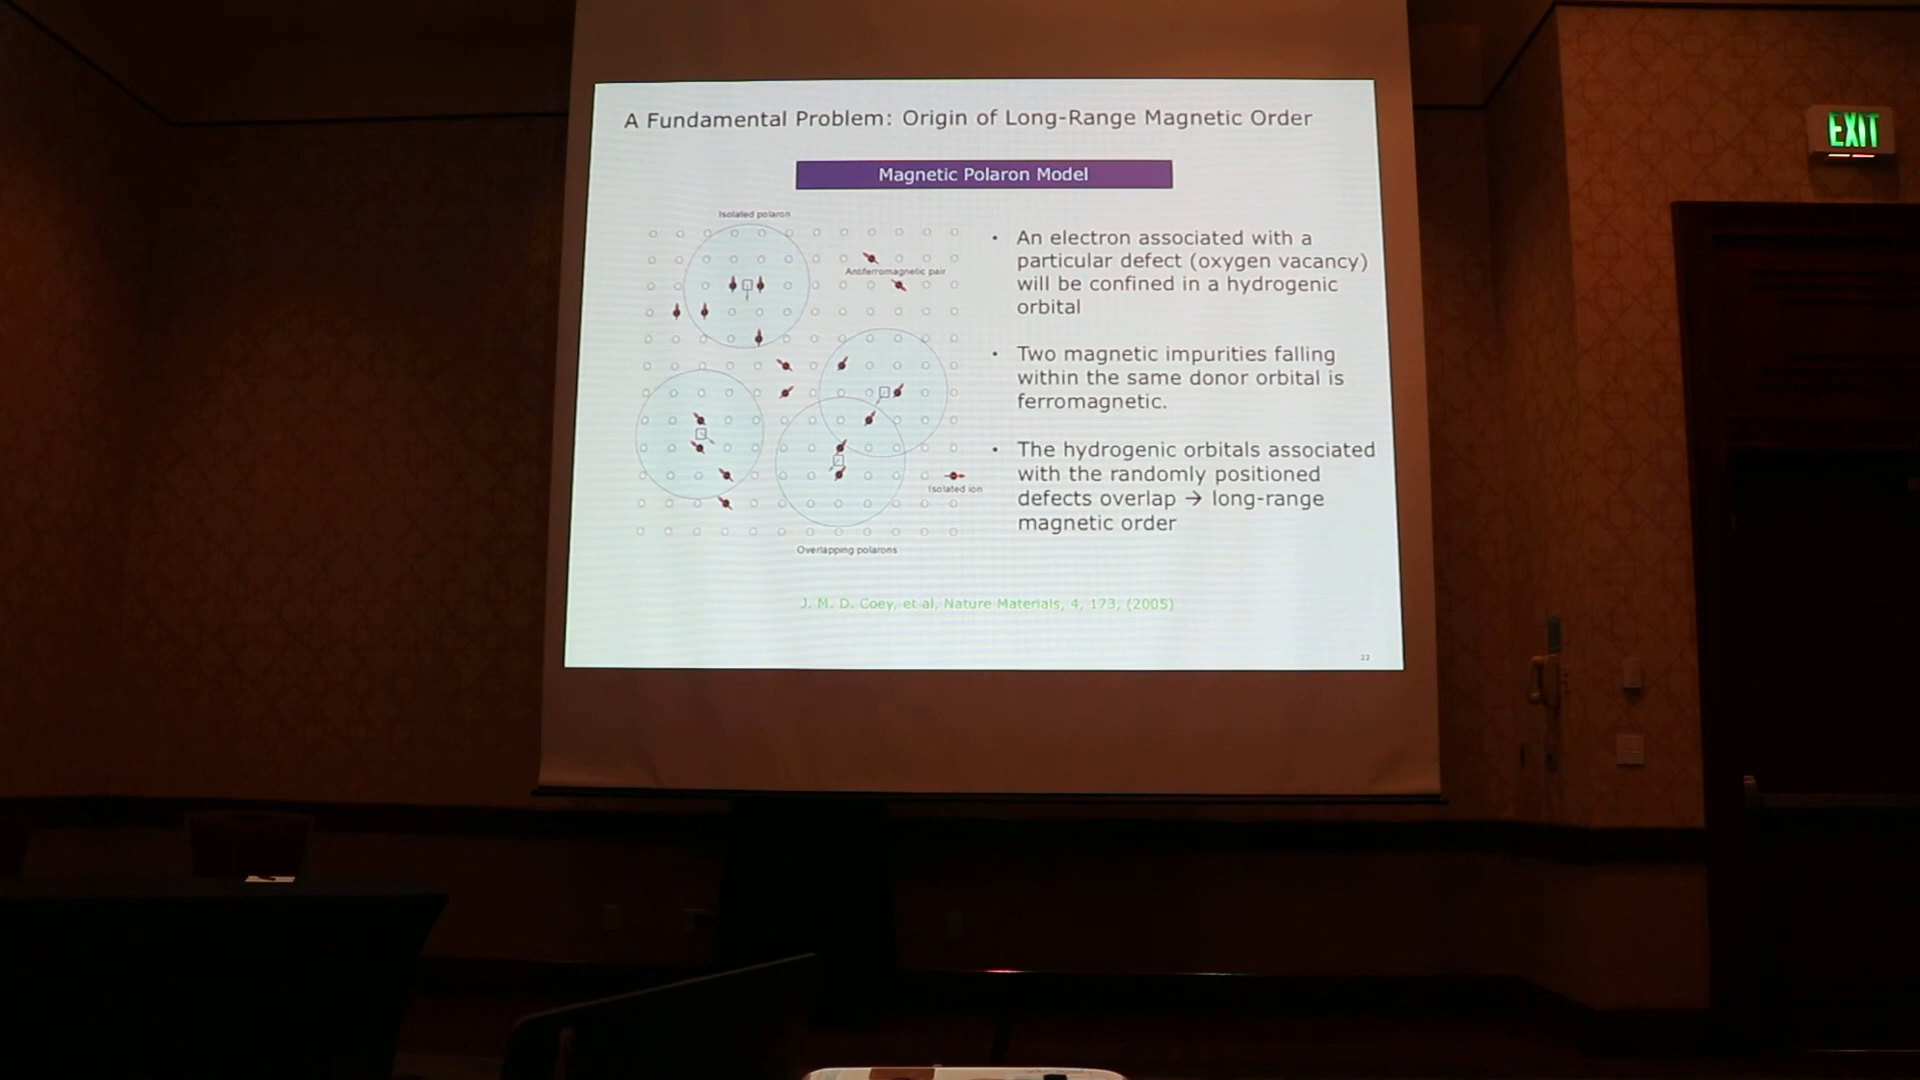 A Fundamental Problem: Origin of Long-Range Magnetic Order
Magnetic Polaron Model
Isolated polaron
Antiferromagnetic pair
Isolated ion
Overlapping polarons
• An electron associated with a
particular defect (oxygen vacancy)
will be confined in a hydrogenic
orbital
• Two magnetic impurities falling
within the same donor orbital is
ferromagnetic.
• The hydrogenic orbitals associated
with the randomly positioned
defects overlap → long-range
magnetic order
J. M. D. Coey, et al, Nature Materials, 4, 173, (2005)
22
EXIT